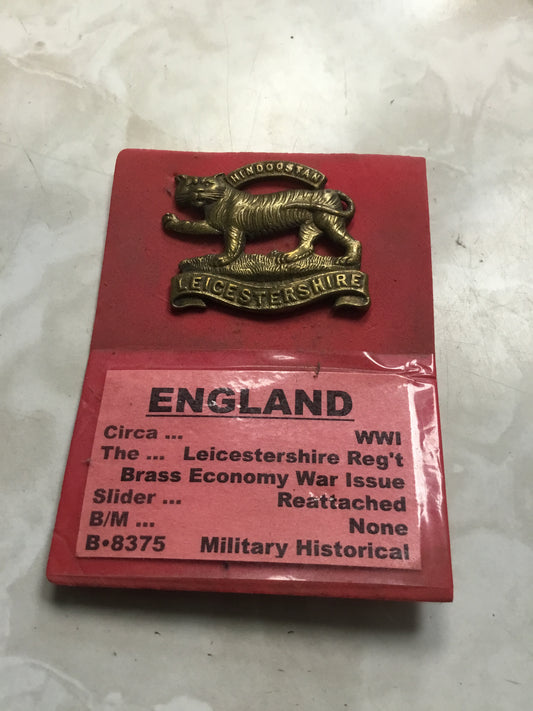 HINDOOSTAN
LEICESTERSHIRE
ENGLAND
Circa ... WWI
The ... Leicestershire Reg't
Brass Economy War Issue
Slider ... Reattached
B/M ... None
B•8375 Military Historical